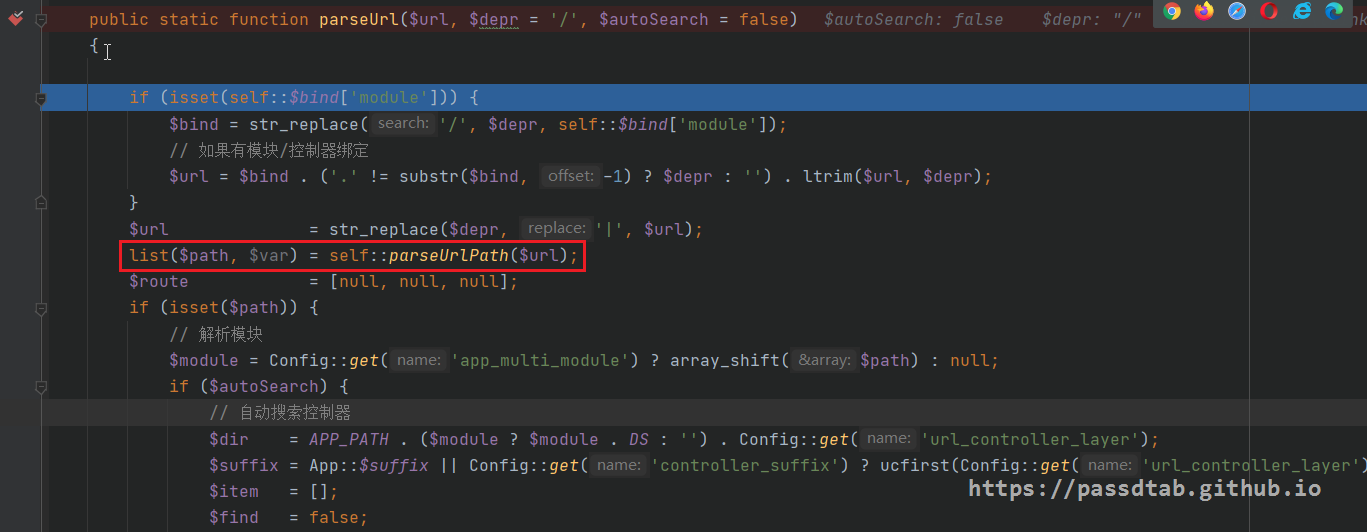 public static function parseUrl($url, $depr = '/', $autoSearch = false) $autoSearch: false $depr: "/"
{
if (isset(self::$bind['module'])) {
$bind = str_replace( search: '/', $depr, self::$bind['module']);
// 如果有模块/控制器绑定
$url = $bind . ('.' != substr($bind, offset: -1) ? $depr : '') . ltrim($url, $depr);
}
$url = str_replace($depr, replace: '|', $url);
list($path, $var) = self::parseUrlPath($url);
$route = [null, null, null];
if (isset($path)) {
// 解析模块
$module = Config::get( name: 'app_multi_module') ? array_shift( &array: $path) : null;
if ($autoSearch) {
// 自动搜索控制器
$dir = APP_PATH . ($module ? $module . DS : '') . Config::get( name: 'url_controller_layer');
$suffix = App::$suffix || Config::get( name: 'controller_suffix') ? ucfirst(Config::get( name: 'url_controller_layer')
$item = [];
https://passdtab.github.io
$find = false;